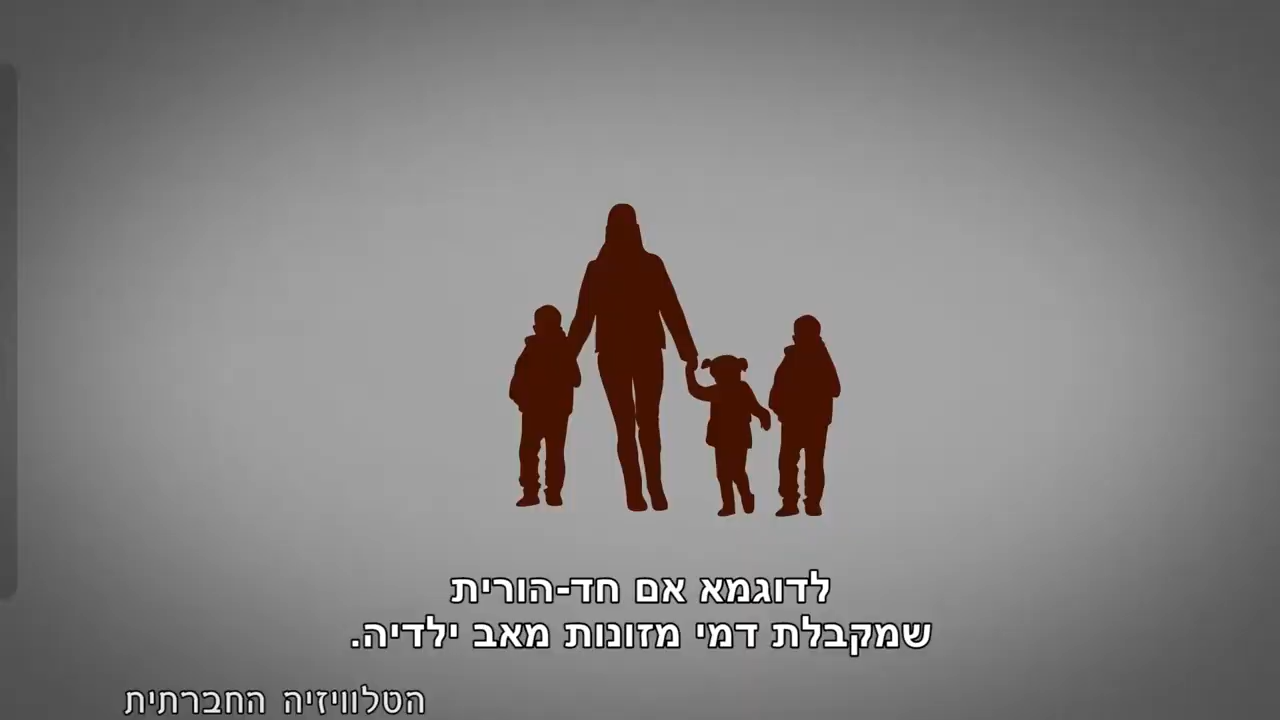 לדוגמא אם חד-הורית
שמקבלת דמי מזונות מאב ילדיה.
הטלוויזיה החברתית